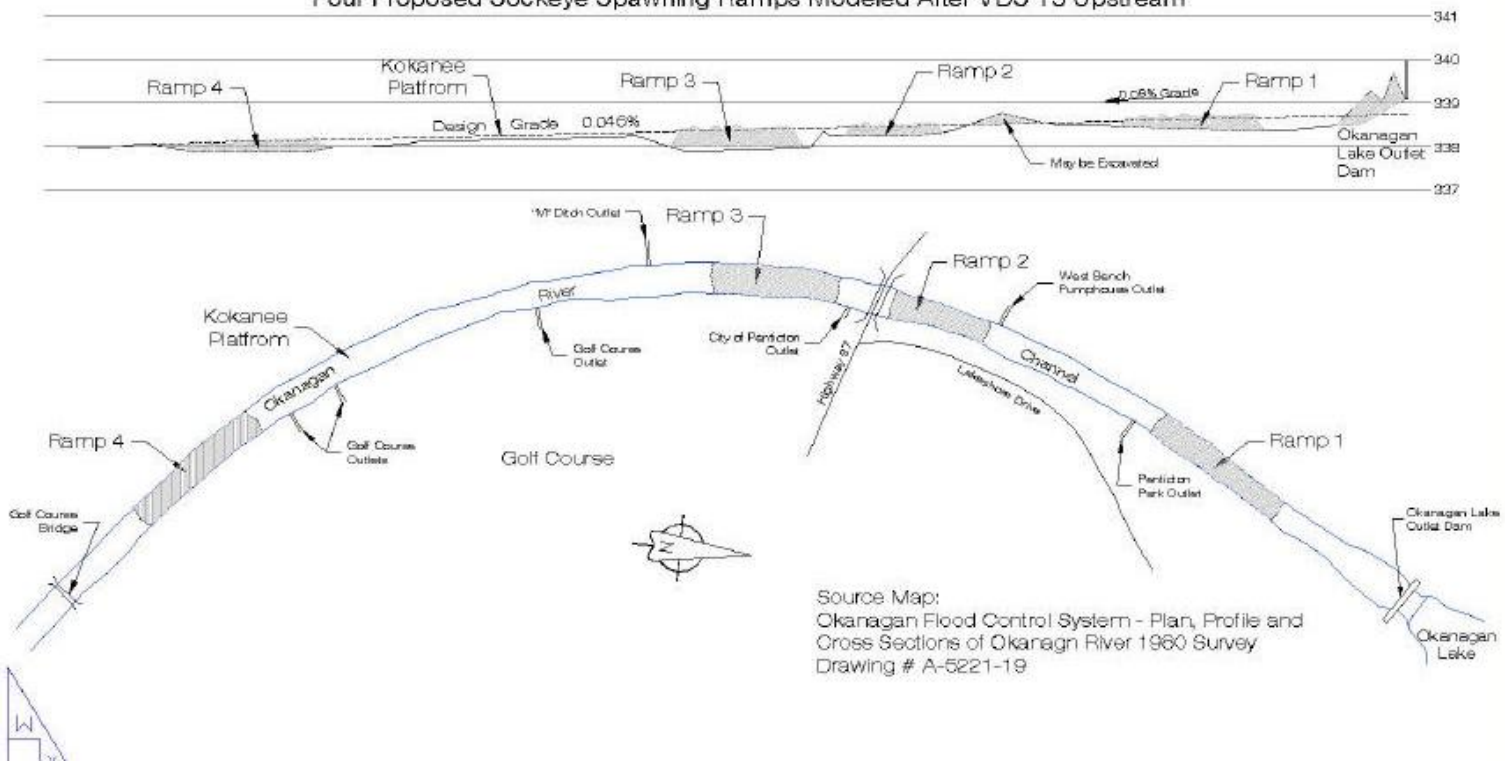 Four Proposed Sockeye Spawning Ramps Modeled After VDS 13 Upstream
341
340
339
338
337
Ramp 4
Kokanee
Platfrom
Ramp 3
Ramp 2
Ramp 1
0.08% Grade
Design Grade 0.046%
May be Excavated
Okanagan
Lake Outlet
Dam
"M" Ditch Outlet
Ramp 3
Ramp 2
West Bench
Pumphouse Outlet
Kokanee
Platfrom
River
Golf Course
Outlet
City of Penticton
Outlet
Highway 97
Channel
Lakeshore Drive
Okanagan
Ramp 4
Golf Course
Outlets
Golf Course
Ramp 1
Penticton
Park Outlet
Golf Course
Bridge
Okanagan Lake
Outlet Dam
N
Source Map:
Okanagan Flood Control System - Plan, Profile and
Cross Sections of Okanagn River 1980 Survey
Drawing # A-5221-19
Okanagan
Lake